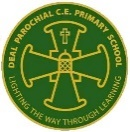 DEAL PAROCHIAL C.E. PRIMARY SCHOOL
LIGHTING THE WAY THROUGH LEARNING